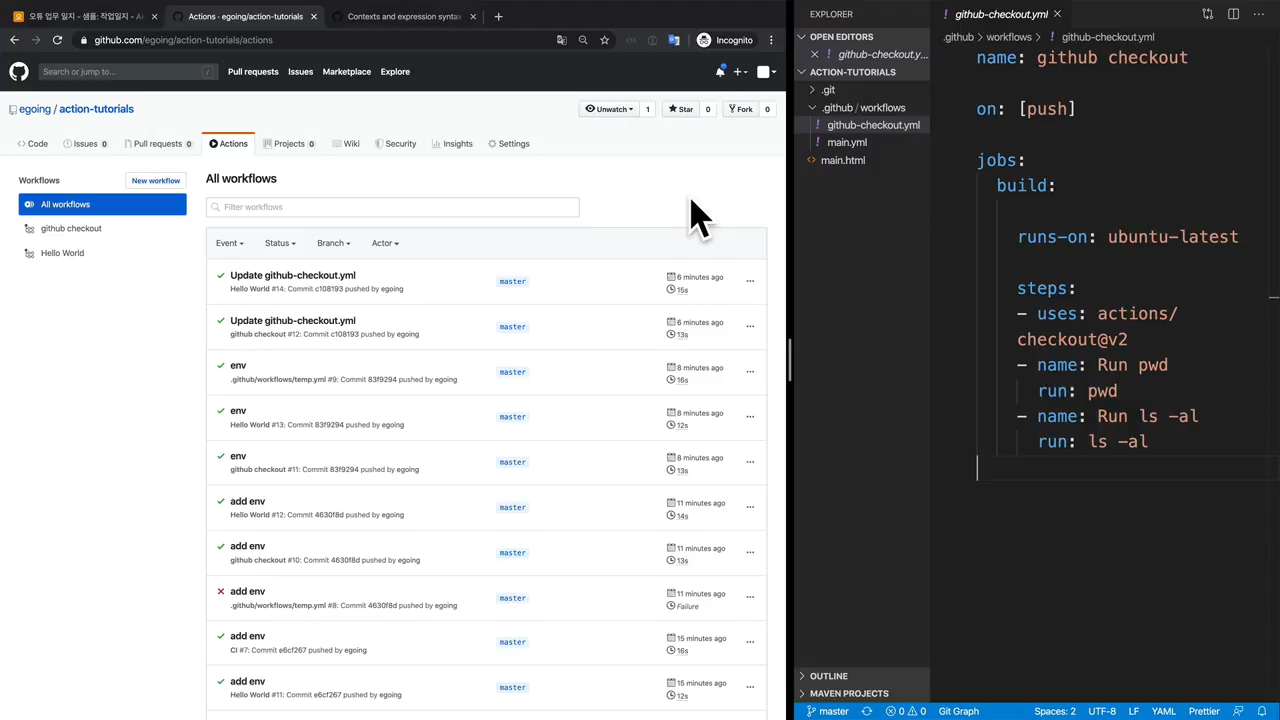 오류 업무 일지 - 샘플: 작업일지 - A
Actions · egoing/action-tutorials
Contexts and expression syntax
github.com/egoing/action-tutorials/actions
Incognito
Search or jump to...
/
Pull requests
Issues
Marketplace
Explore
egoing / action-tutorials
Unwatch
1
Star
0
Fork
0
Code
Issues 0
Pull requests 0
Actions
Projects 0
Wiki
Security
Insights
Settings
Workflows
New workflow
All workflows
github checkout
Hello World
All workflows
Filter workflows
Event
Status
Branch
Actor
Update github-checkout.yml
Hello World #14: Commit c108193 pushed by egoing
master
6 minutes ago
15s
Update github-checkout.yml
github checkout #12: Commit c108193 pushed by egoing
master
6 minutes ago
13s
env
.github/workflows/temp.yml #9: Commit 83f9294 pushed by egoing
master
8 minutes ago
16s
env
Hello World #13: Commit 83f9294 pushed by egoing
master
8 minutes ago
12s
env
github checkout #11: Commit 83f9294 pushed by egoing
master
8 minutes ago
13s
add env
Hello World #12: Commit 4630f8d pushed by egoing
master
11 minutes ago
14s
add env
github checkout #10: Commit 4630f8d pushed by egoing
master
11 minutes ago
13s
add env
.github/workflows/temp.yml #8: Commit 4630f8d pushed by egoing
master
11 minutes ago
Failure
add env
CI #7: Commit e6cf267 pushed by egoing
master
15 minutes ago
16s
add env
Hello World #11: Commit e6cf267 pushed by egoing
master
15 minutes ago
12s
EXPLORER
OPEN EDITORS
github-checkout.y...
ACTION-TUTORIALS
.git
.github / workflows
github-checkout.yml
main.yml
main.html
OUTLINE
MAVEN PROJECTS
github-checkout.yml
.github > workflows > ! github-checkout.yml
name: github checkout
on: [push]
jobs:
build:
runs-on: ubuntu-latest
steps:
- uses: actions/
checkout@v2
- name: Run pwd
run: pwd
- name: Run ls -al
run: ls -al
master
0
0
Git Graph
Spaces: 2
UTF-8
LF
YAML
Prettier